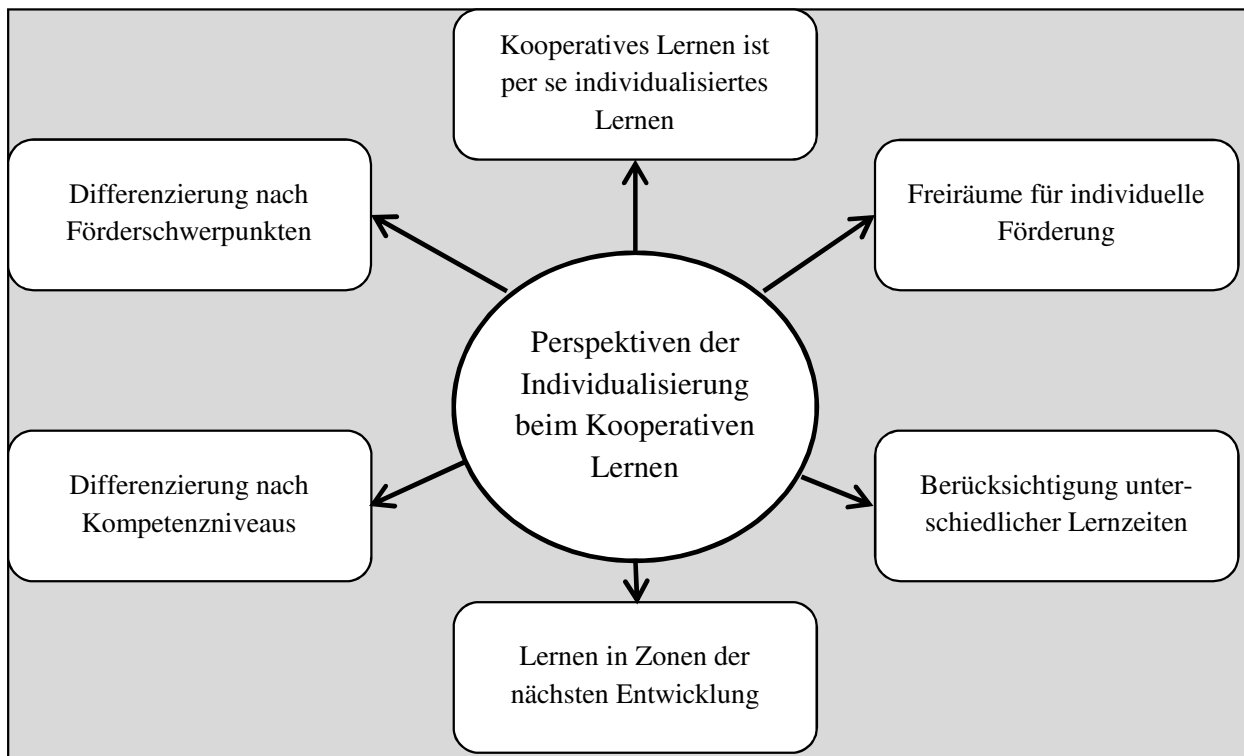 Kooperatives Lernen ist
per se individualisiertes
Lernen
Differenzierung nach
Förderschwerpunkten
Freiräume für individuelle
Förderung
Perspektiven der
Individualisierung
beim Kooperativen
Lernen
Differenzierung nach
Kompetenzniveaus
Berücksichtigung unter-
schiedlicher Lernzeiten
Lernen in Zonen der
nächsten Entwicklung